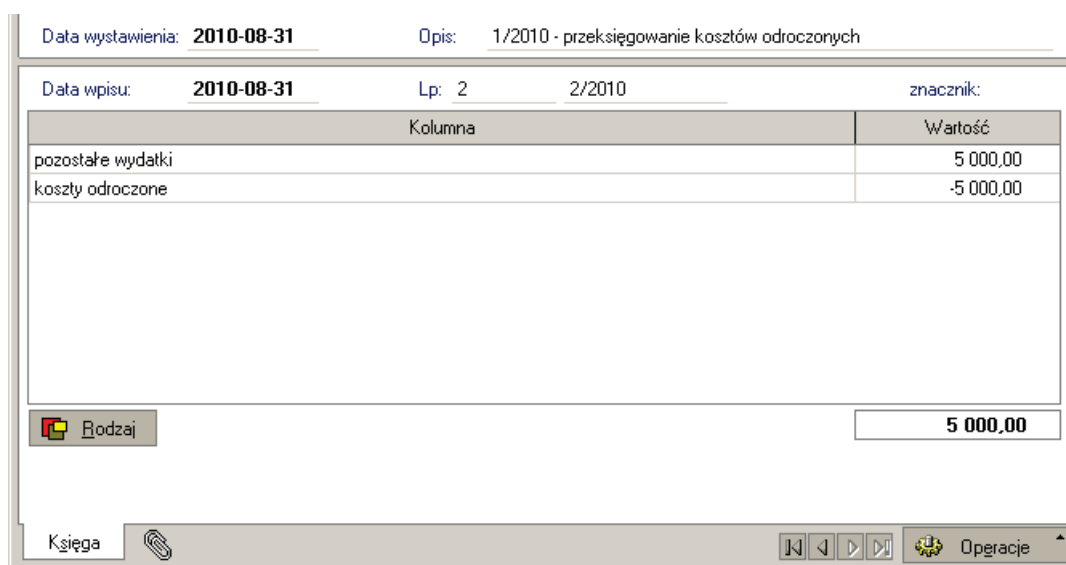 Data wystawienia: 2010-08-31 Opis: 1/2010 - przeksięgowanie kosztów odroczonych
Data wpisu: 2010-08-31 Lp: 2 2/2010 znacznik:
Kolumna Wartość
pozostałe wydatki 5 000,00
koszty odroczone -5 000,00
Rodzaj 5 000,00
Księga Operacje